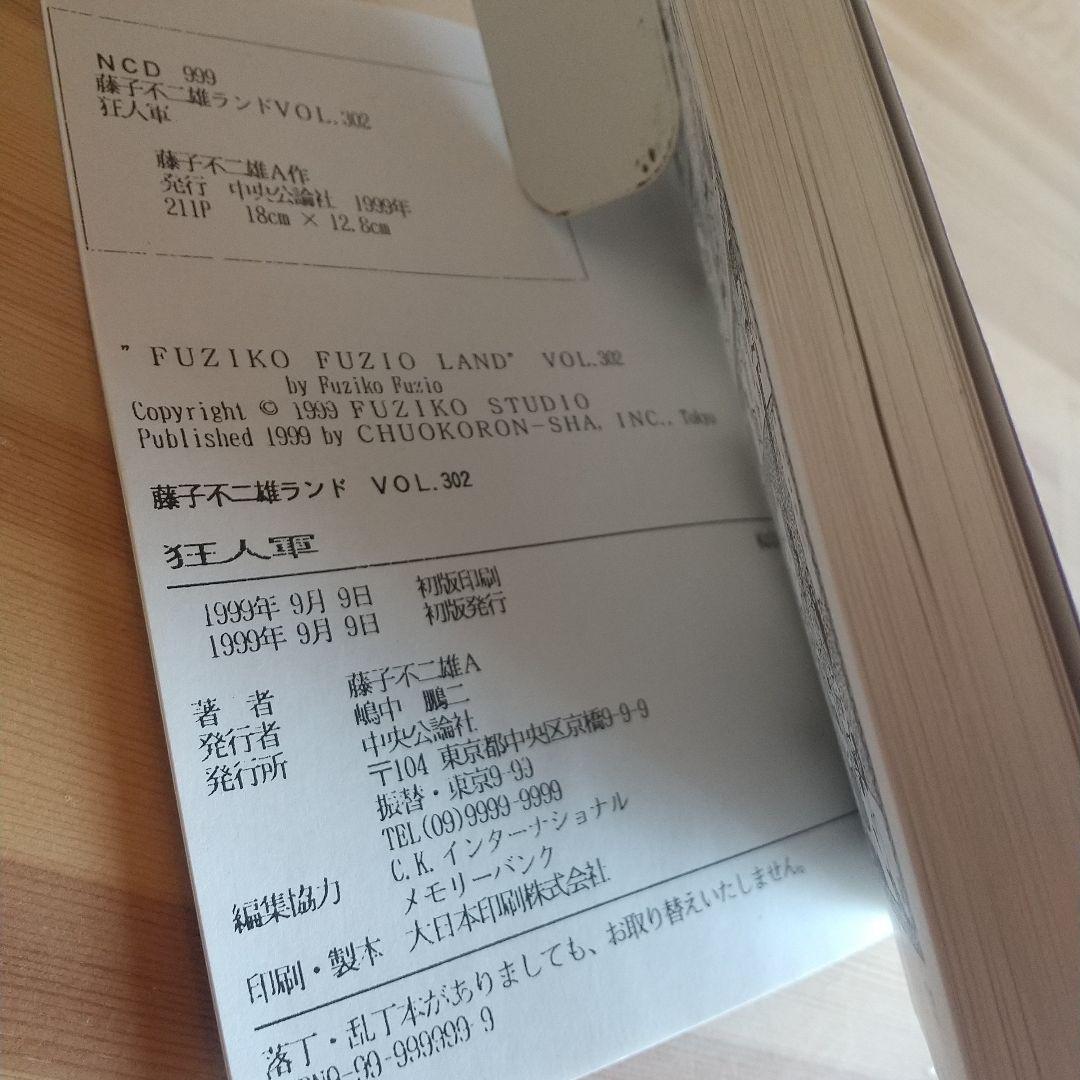 NCD 999
藤子不二雄ランドVOL.302
狂人軍
藤子不二雄A作
発行 中央公論社 1999年
211P 18cm × 12.8cm
"FUZIKO FUZIO LAND" VOL.302
by Fuziko Fuzio
Copyright © 1999 FUZIKO STUDIO
Published 1999 by CHUOKORON-SHA, INC., Tokyu
藤子不二雄ランド VOL.302
狂人軍
1999年 9月 9日 初版印刷
1999年 9月 9日 初版発行
著 者 藤子不二雄A
発行者 嶋中 鵬二
発行所 中央公論社
〒104 東京都中央区京橋9-9-9
振替・東京9-99
TEL(09)9999-9999
編集協力 C.K.インターナショナル
メモリーバンク
印刷・製本 大日本印刷株式会社
落丁・乱丁本がありましても、お取り替えいたしません。
-99-999999-9